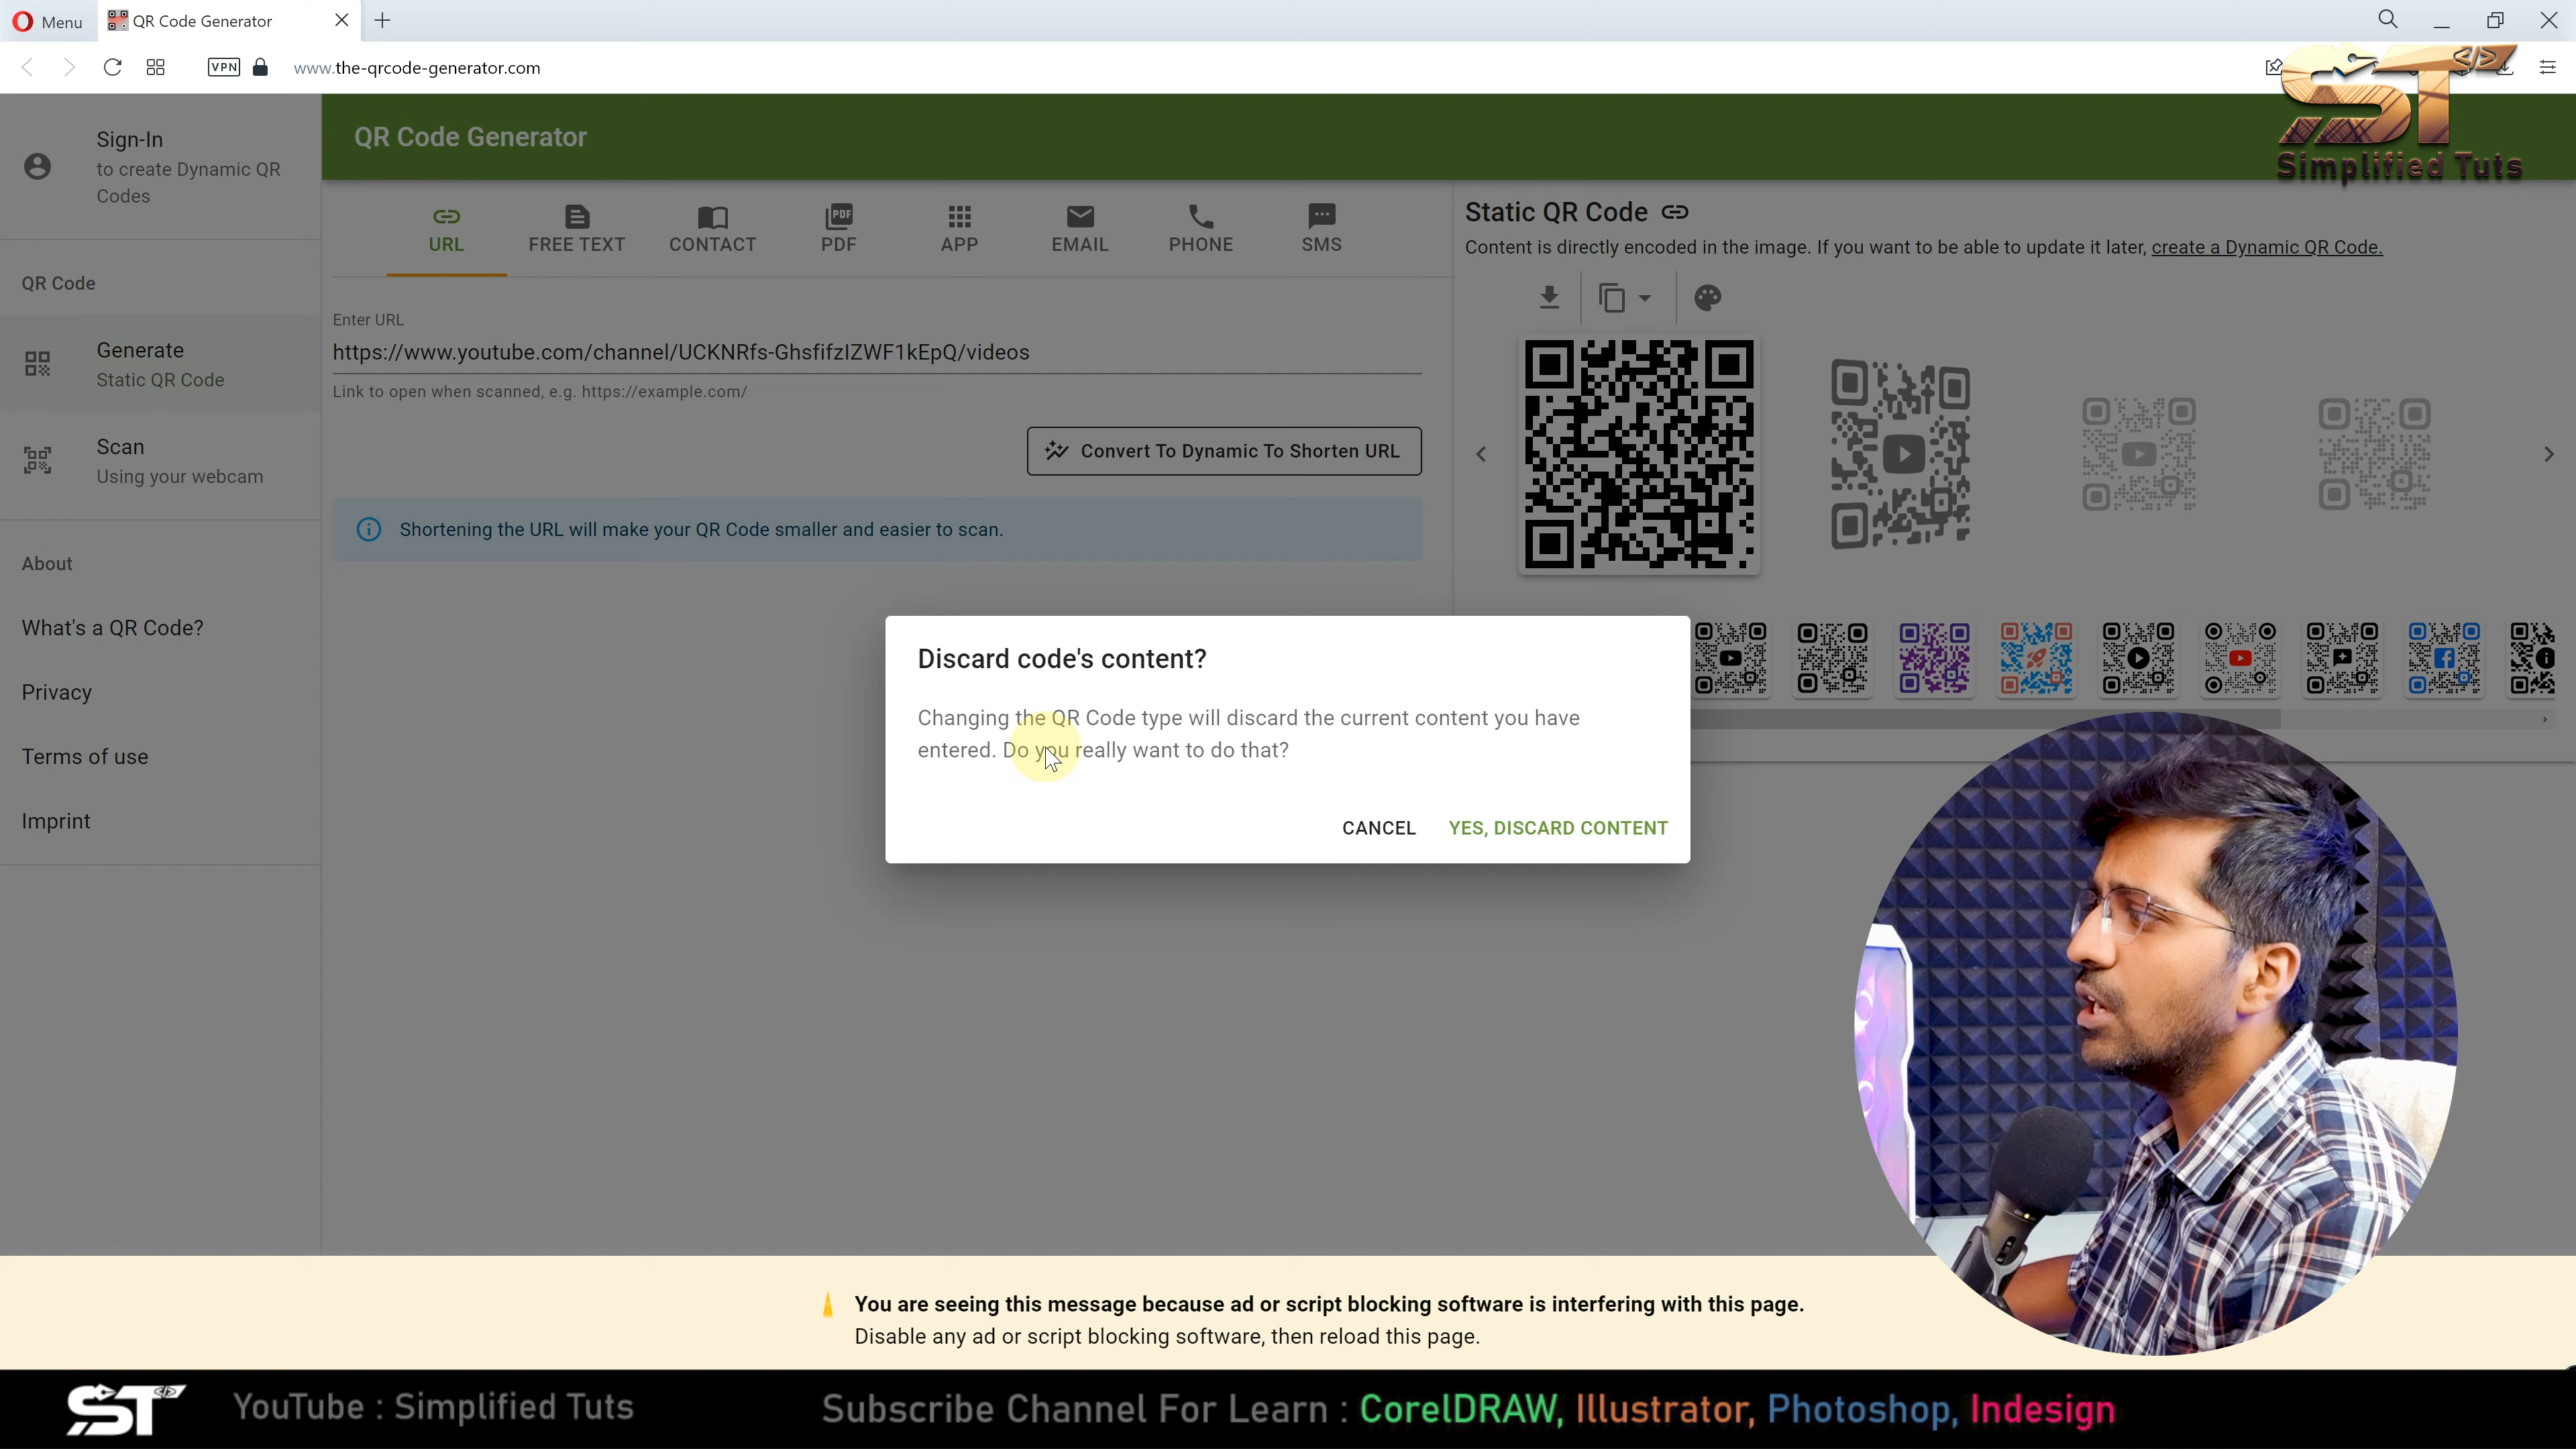 Menu
QR Code Generator
VPN
www.the-qrcode-generator.com
ST
Simplified Tuts
Sign-In
to create Dynamic QR
Codes
QR Code
Generate
Static QR Code
Scan
Using your webcam
About
What's a QR Code?
Privacy
Terms of use
Imprint
QR Code Generator
URL
FREE TEXT
CONTACT
PDF
PDF
APP
EMAIL
PHONE
SMS
Enter URL
https://www.youtube.com/channel/UCKNRfs-GhsfifzIZWF1kEpQ/videos
Link to open when scanned, e.g. https://example.com/
Convert To Dynamic To Shorten URL
Shortening the URL will make your QR Code smaller and easier to scan.
Static QR Code
Content is directly encoded in the image. If you want to be able to update it later, create a Dynamic QR Code.
Discard code's content?
Changing the QR Code type will discard the current content you have
entered. Do you really want to do that?
CANCEL
YES, DISCARD CONTENT
You are seeing this message because ad or script blocking software is interfering with this page.
Disable any ad or script blocking software, then reload this page.
ST
YouTube : Simplified Tuts
Subscribe Channel For Learn : CorelDRAW, Illustrator, Photoshop, Indesign